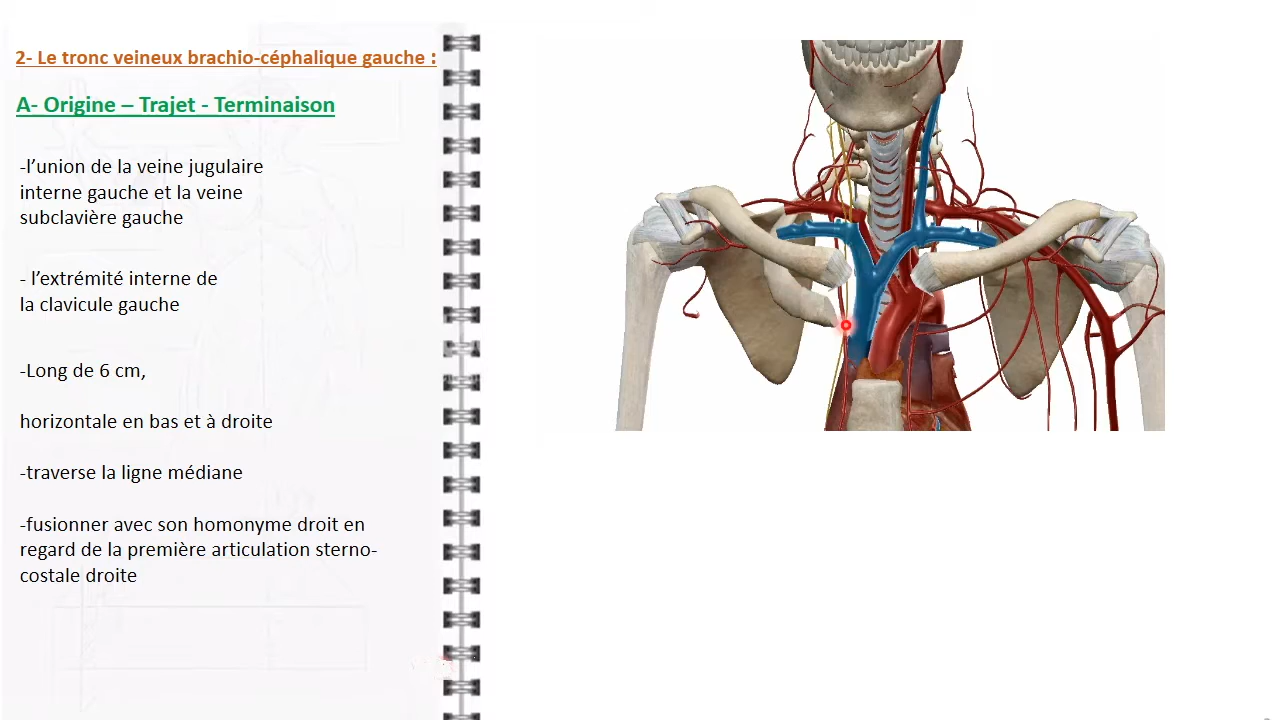 2- Le tronc veineux brachio-céphalique gauche :
A- Origine – Trajet - Terminaison
-l’union de la veine jugulaire
interne gauche et la veine
subclavière gauche
- l’extrémité interne de
la clavicule gauche
-Long de 6 cm,
horizontale en bas et à droite
-traverse la ligne médiane
-fusionner avec son homonyme droit en
regard de la première articulation sterno-
costale droite